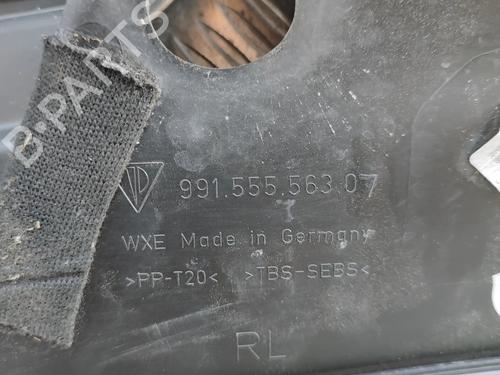 B-PARTS
991.555.563.07
WXE Made in Germany
>PP-T20< >TBS-SEBS<
RL